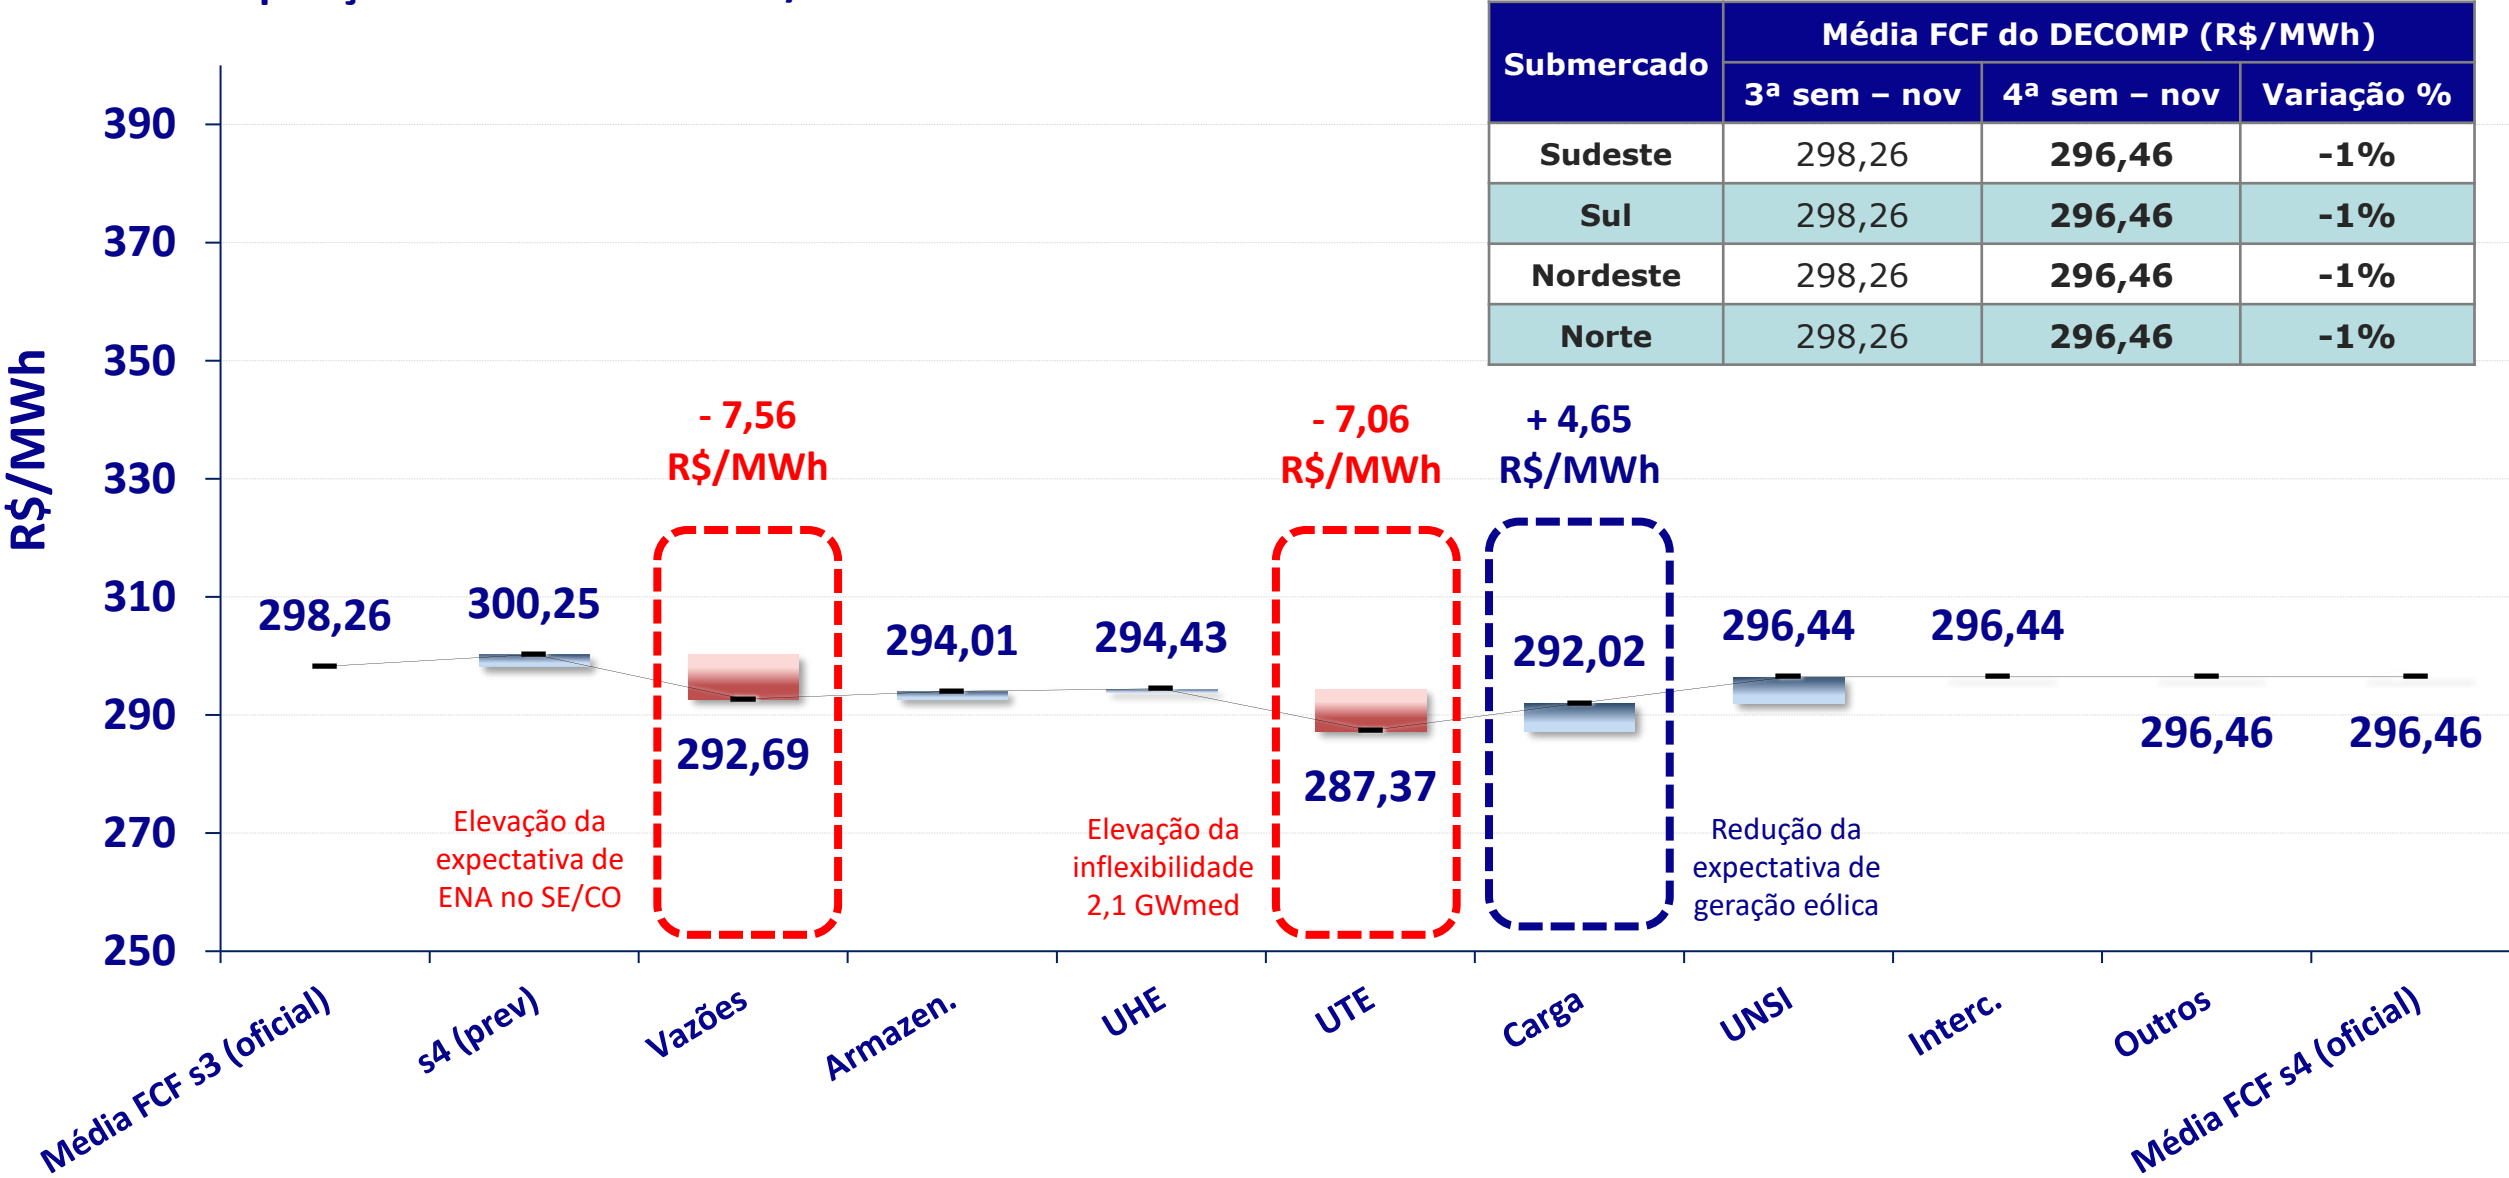 Submercado
Média FCF do DECOMP (R$/MWh)
3ª sem – nov 4ª sem – nov Variação %
Sudeste 298,26 296,46 -1%
Sul 298,26 296,46 -1%
Nordeste 298,26 296,46 -1%
Norte 298,26 296,46 -1%
R$/MWh
390
370
350
330
310
290
270
250
- 7,56
R$/MWh
- 7,06
R$/MWh
+ 4,65
R$/MWh
298,26
300,25
292,69
294,01
294,43
287,37
292,02
296,44
296,44
296,46
296,46
Elevação da
expectativa de
ENA no SE/CO
Elevação da
inflexibilidade
2,1 GWmed
Redução da
expectativa de
geração eólica
Média FCF s3 (oficial)
s4 (prev)
Vazões
Armazen.
UHE
UTE
Carga
UNSI
Interc.
Outros
Média FCF s4 (oficial)